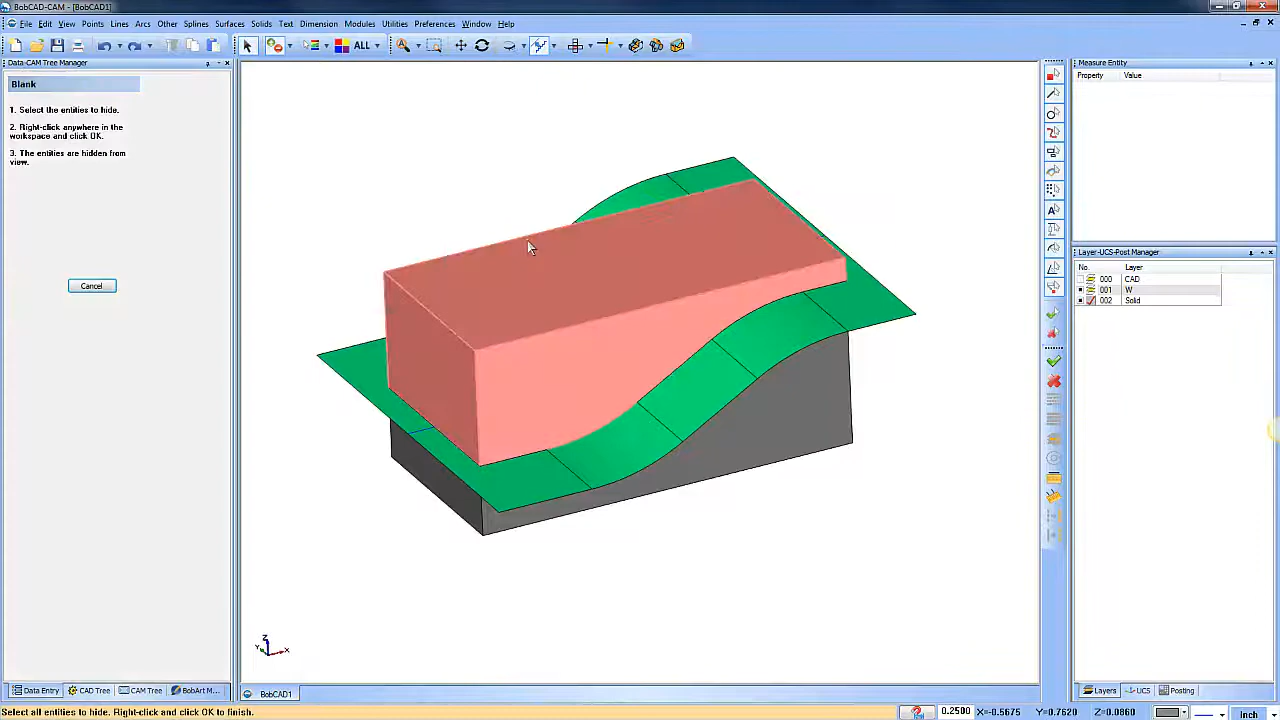 BobCAD-CAM - [BobCAD1]
File Edit View Points Lines Arcs Other Splines Surfaces Solids Text Dimension Modules Utilities Preferences Window Help
ALL
Data-CAM Tree Manager
Blank
1. Select the entities to hide.
2. Right-click anywhere in the
workspace and click OK.
3. The entities are hidden from
view.
Cancel
Data Entry CAD Tree CAM Tree BobArt M...
Z
Y
X
BobCAD1
Measure Entity
Property Value
Layer-UCS-Post Manager
No. Layer
000 CAD
001 W
002 Solid
Layers UCS Posting
Select all entities to hide. Right-click and click OK to finish.
0.2500 X=-0.5675 Y=0.7620 Z=0.0860 Inch